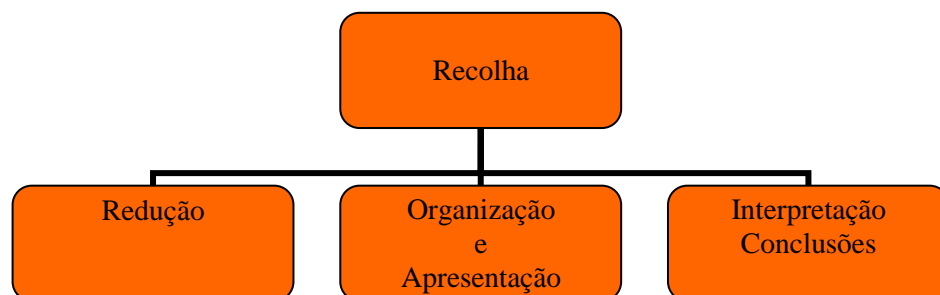 Recolha
Redução
Organização
e
Apresentação
Interpretação
Conclusões